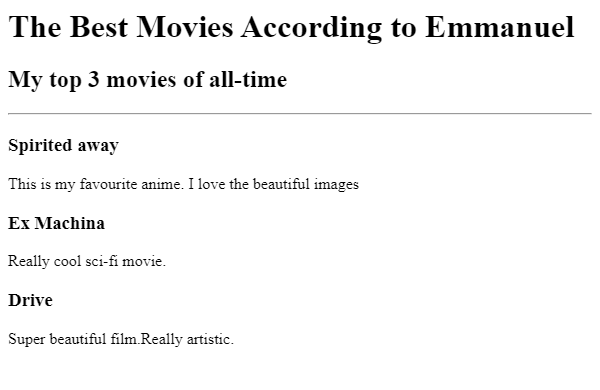 The Best Movies According to Emmanuel
My top 3 movies of all-time
Spirited away
This is my favourite anime. I love the beautiful images
Ex Machina
Really cool sci-fi movie.
Drive
Super beautiful film.Really artistic.